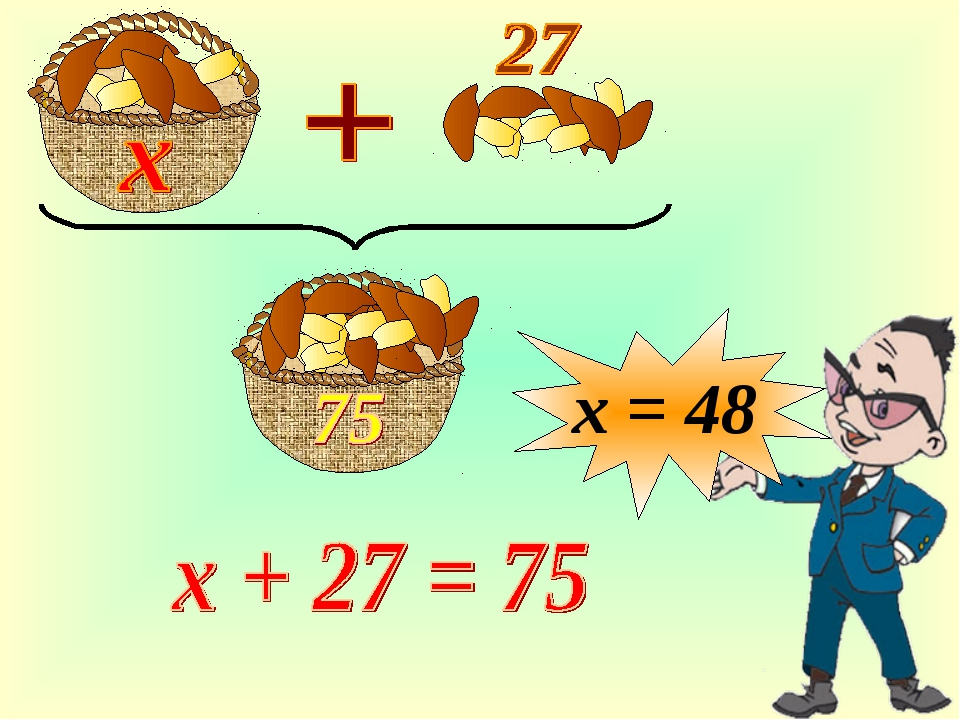 27
+
x
75
x = 48
x + 27 = 75